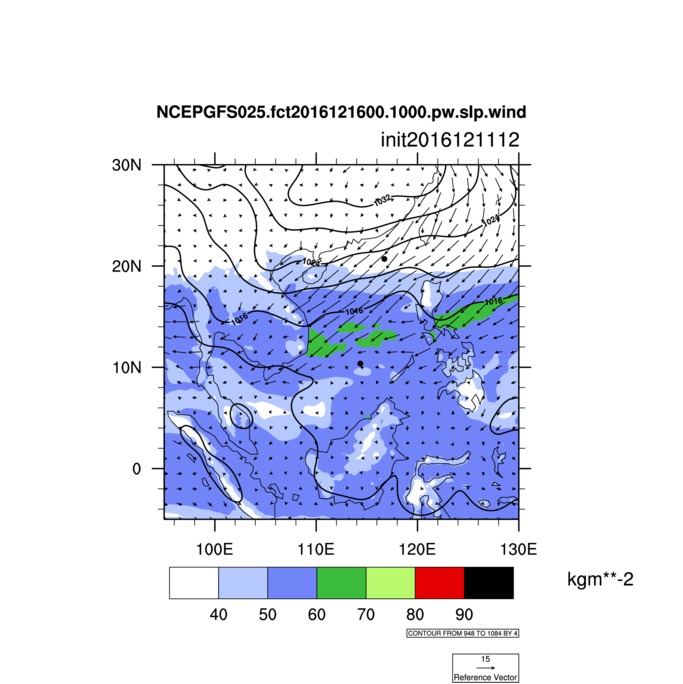 NCEPGFS025.fct2016121600.1000.pw.slp.wind
init2016121112
30N
20N
10N
0
1032
1024
1016
1016
1016
100E 110E 120E 130E
kgm**-2
40 50 60 70 80 90
CONTOUR FROM 948 TO 1084 BY 4
15
Reference Vector